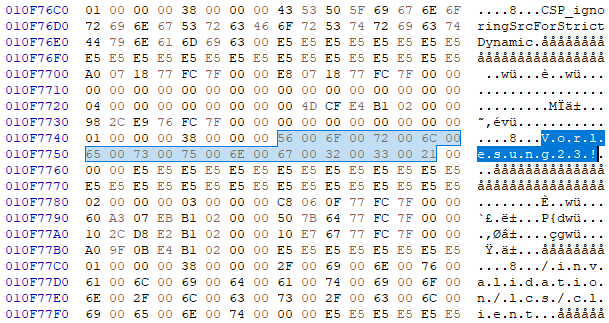 010F76C0 01 00 00 00 38 00 00 00 43 53 50 5F 69 67 6E 6F ....8...CSP_igno
010F76D0 72 69 6E 67 53 72 63 46 6F 72 53 74 72 69 63 74 ringSrcForStrict
010F76E0 44 79 6E 61 6D 69 63 00 E5 E5 E5 E5 E5 E5 E5 E5 Dynamic.åååååååå
010F76F0 E5 E5 E5 E5 E5 E5 E5 E5 E5 E5 E5 E5 E5 E5 E5 E5 åååååååååååååååå
010F7700 A0 07 18 77 FC 7F 00 00 E8 07 18 77 FC 7F 00 00  ..wü...è..wü...
010F7710 00 00 00 00 00 00 00 00 00 00 00 00 00 00 00 00 ................
010F7720 04 00 00 00 00 00 00 00 00 4D CF E4 B1 02 00 00 .........MÏä±...
010F7730 98 2C E9 76 FC 7F 00 00 00 00 00 00 00 00 00 00 ˜,évü...........
010F7740 01 00 00 00 38 00 00 00 56 00 6F 00 72 00 6C 00 ....8...V.o.r.l.
010F7750 65 00 73 00 75 00 6E 00 67 00 32 00 33 00 21 00 e.s.u.n.g.2.3.!.
010F7760 00 00 E5 E5 E5 E5 E5 E5 E5 E5 E5 E5 E5 E5 E5 E5 ..åååååååååååååå
010F7770 E5 E5 E5 E5 E5 E5 E5 E5 E5 E5 E5 E5 E5 E5 E5 E5 åååååååååååååååå
010F7780 02 00 00 00 03 00 00 00 C8 06 0F 77 FC 7F 00 00 ........È..wü...
010F7790 60 A3 07 EB B1 02 00 00 50 7B 64 77 FC 7F 00 00 `£.ë±...P{dwü...
010F77A0 10 2C D8 E2 B1 02 00 00 10 E7 67 77 FC 7F 00 00 .,Øâ±....çgwü...
010F77B0 A0 9F 0B E4 B1 02 00 00 E5 E5 E5 E5 E5 E5 E5 E5  Ÿ.ä±...åååååååå
010F77C0 01 00 00 00 38 00 00 00 2F 00 69 00 6E 00 76 00 ....8.../.i.n.v.
010F77D0 61 00 6C 00 69 00 64 00 61 00 74 00 69 00 6F 00 a.l.i.d.a.t.i.o.
010F77E0 6E 00 2F 00 6C 00 63 00 73 00 2F 00 63 00 6C 00 n./.l.c.s./.c.l.
010F77F0 69 00 65 00 6E 00 74 00 00 00 E5 E5 E5 E5 E5 E5 i.e.n.t...åååååå